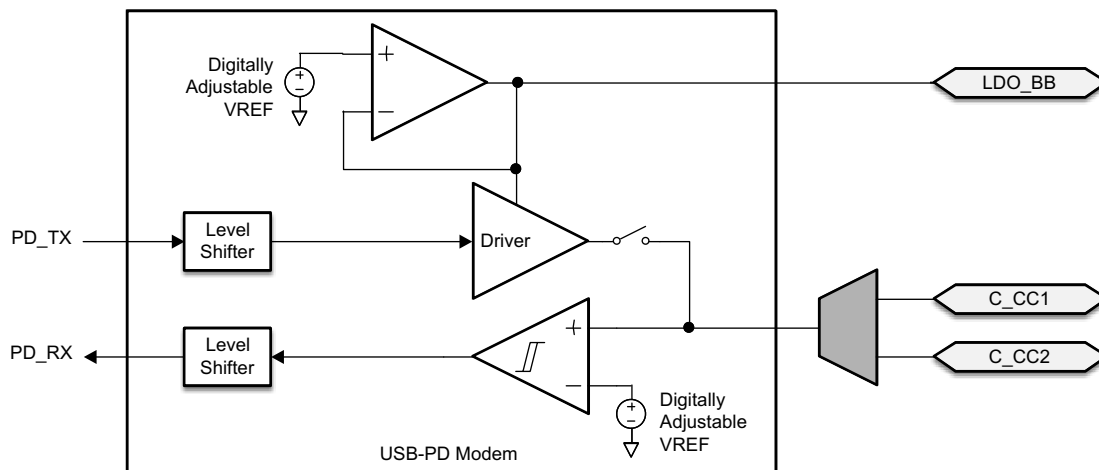 Digitally
Adjustable
VREF
+
−
+
−
LDO_BB
PD_TX
Level
Shifter
Driver
C_CC1
PD_RX
Level
Shifter
+
−
C_CC2
+
−
Digitally
Adjustable
VREF
USB-PD Modem